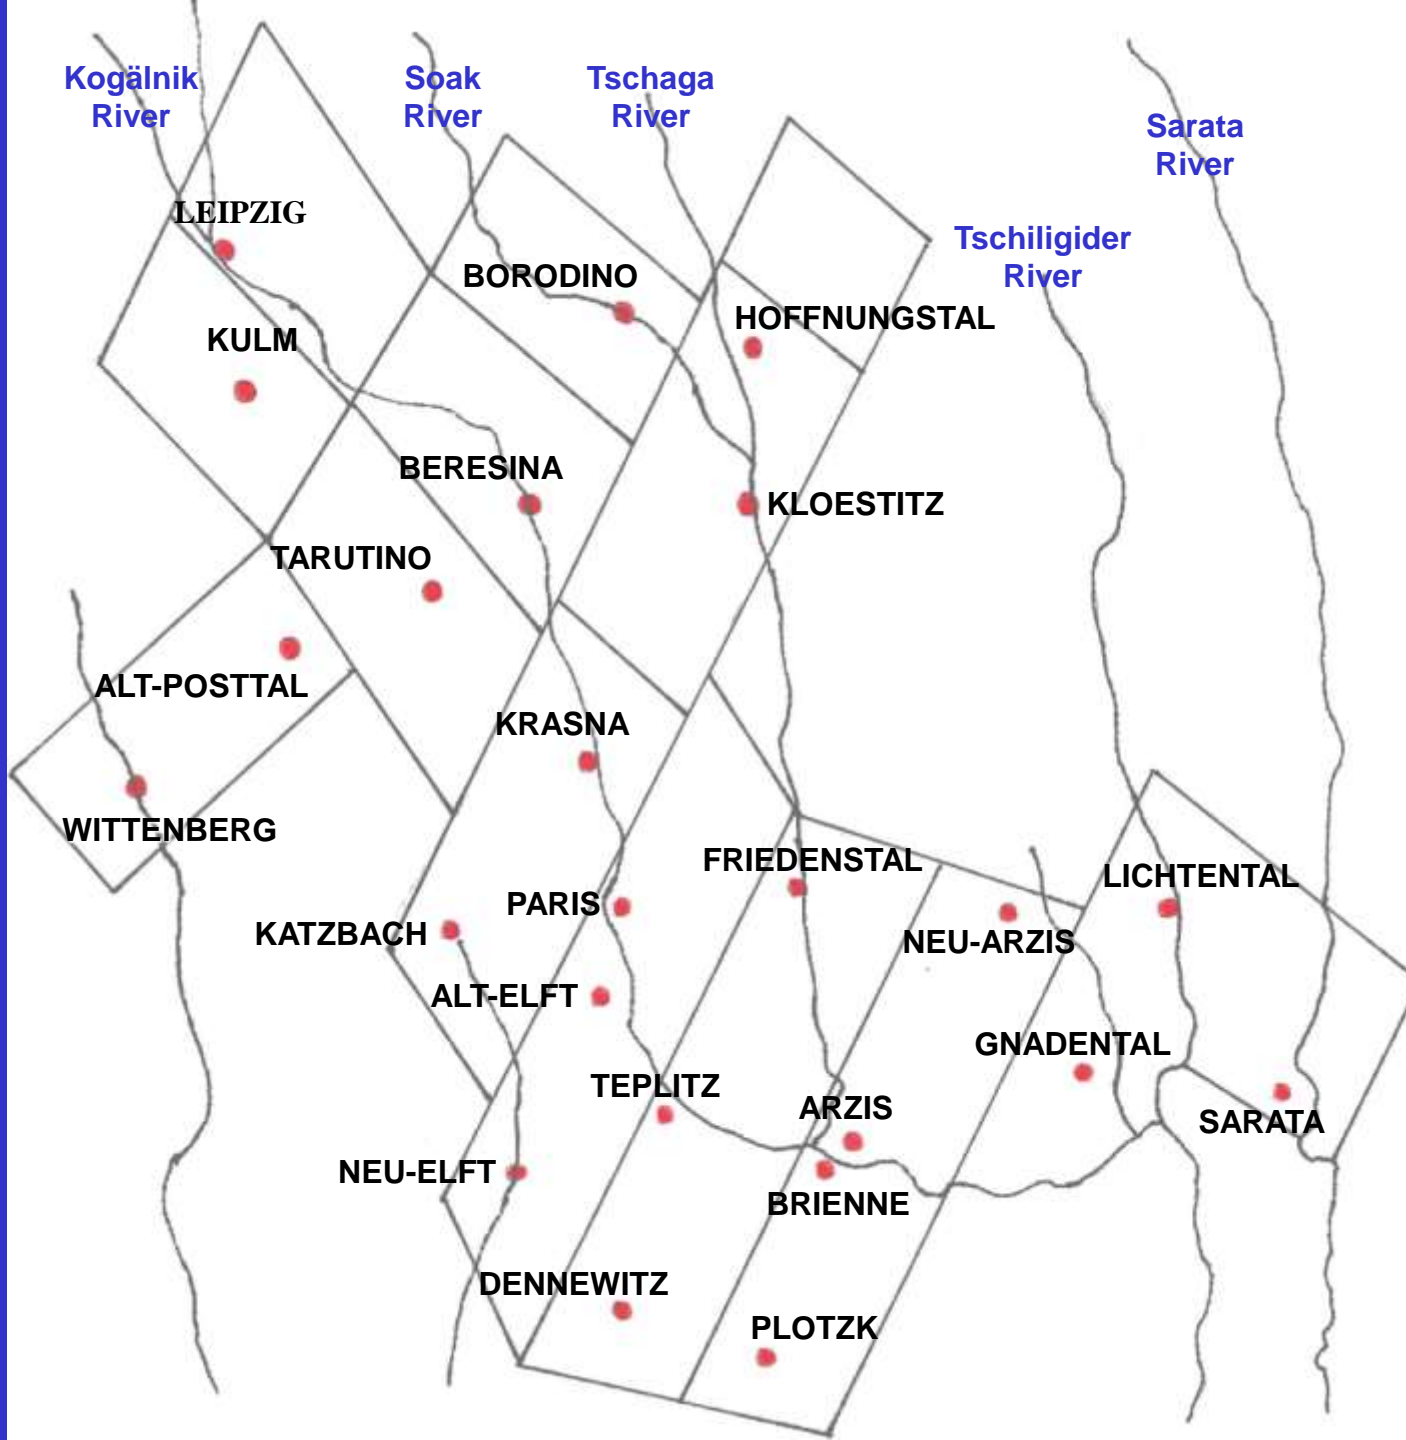 Kogälnik
River
Soak
River
Tschaga
River
Sarata
River
LEIPZIG
Tschiligider
River
BORODINO
HOFFNUNGSTAL
KULM
BERESINA
KLOESTITZ
TARUTINO
ALT-POSTTAL
KRASNA
WITTENBERG
FRIEDENSTAL
LICHTENTAL
PARIS
KATZBACH
NEU-ARZIS
ALT-ELFT
GNADENTAL
TEPLITZ
ARZIS
SARATA
NEU-ELFT
BRIENNE
DENNEWITZ
PLOTZK